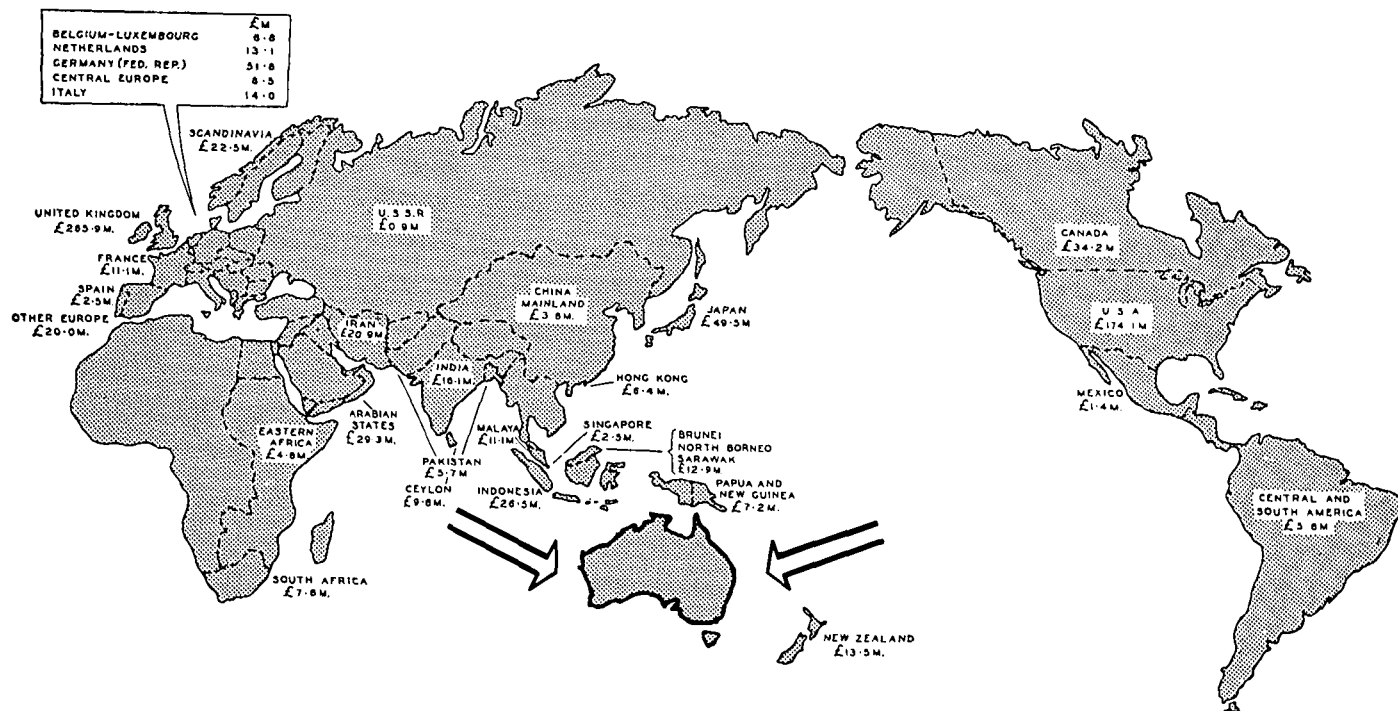 £M
BELGIUM-LUXEMBOURG 6·8
NETHERLANDS 13·1
GERMANY (FED. REP.) 51·8
CENTRAL EUROPE 8·5
ITALY 14·0
SCANDINAVIA
£22·5M.
UNITED KINGDOM
£265·9M.
FRANCE
£11·1M.
SPAIN
£2·5M.
OTHER EUROPE
£20·0M.
U.S.S.R
£0·9M
CHINA
MAINLAND
£3·8M.
JAPAN
£49·5M
IRAN
£20·9M
INDIA
£16·1M.
HONG KONG
£6·4M.
ARABIAN
STATES
£29·3M.
EASTERN
AFRICA
£4·8M.
PAKISTAN
£5·7M
CEYLON
£9·8M.
MALAYA
£11·1M
SINGAPORE
£2·5M.
BRUNEI
NORTH BORNEO
SARAWAK
£12·9M
INDONESIA
£26·5M.
PAPUA AND
NEW GUINEA
£7·2M.
SOUTH AFRICA
£7·8M.
NEW ZEALAND
£13·5M.
CANADA
£34·2M
U S A
£174·1M
MEXICO
£1·4M.
CENTRAL AND
SOUTH AMERICA
£5·8M